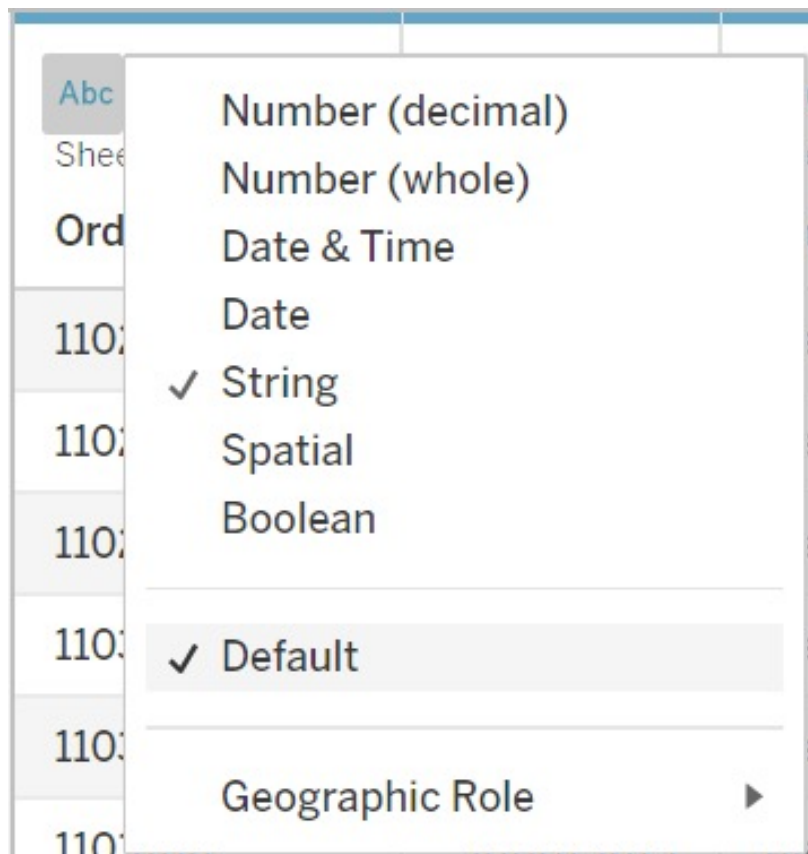 Abc
Number (decimal)
Number (whole)
Date & Time
Date
String
Spatial
Boolean
Default
Geographic Role